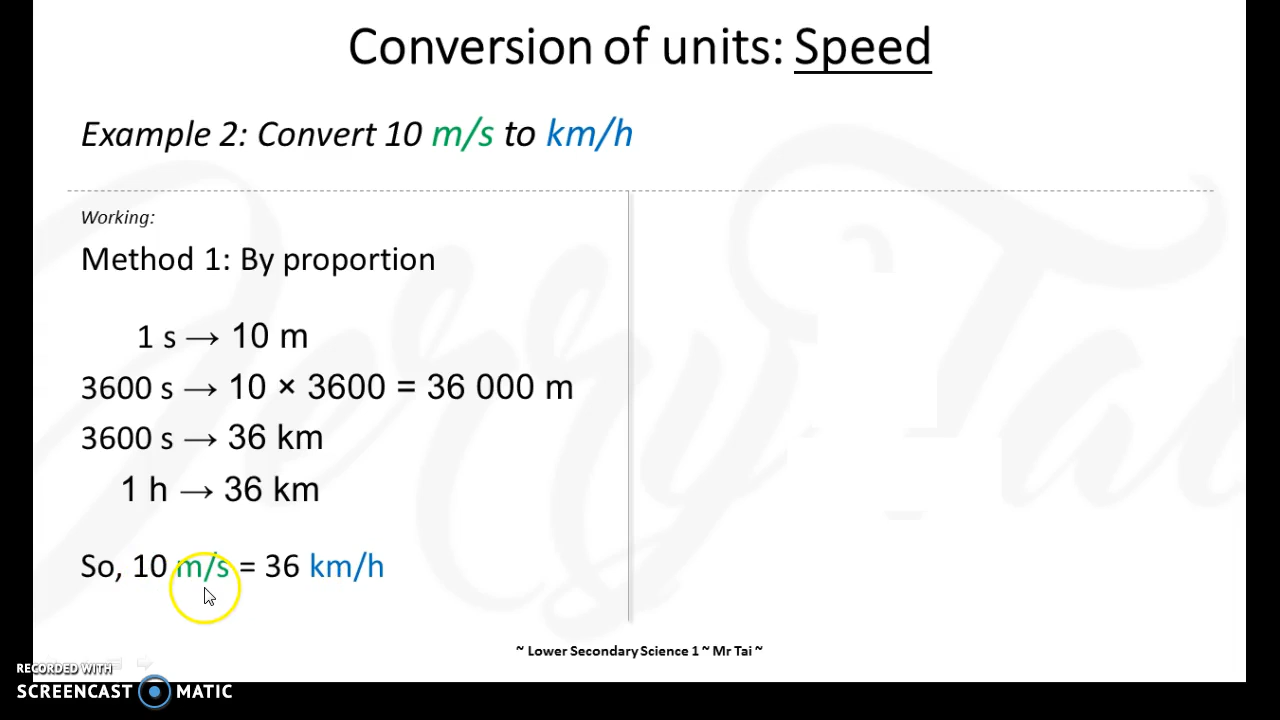 Conversion of units: Speed
Example 2: Convert 10 m/s to km/h
Working:
Method 1: By proportion
1 s → 10 m
3600 s → 10 × 3600 = 36 000 m
3600 s → 36 km
1 h → 36 km
So, 10 m/s = 36 km/h
~ Lower Secondary Science 1 ~ Mr Tai ~
RECORDED WITH
SCREENCAST MATIC